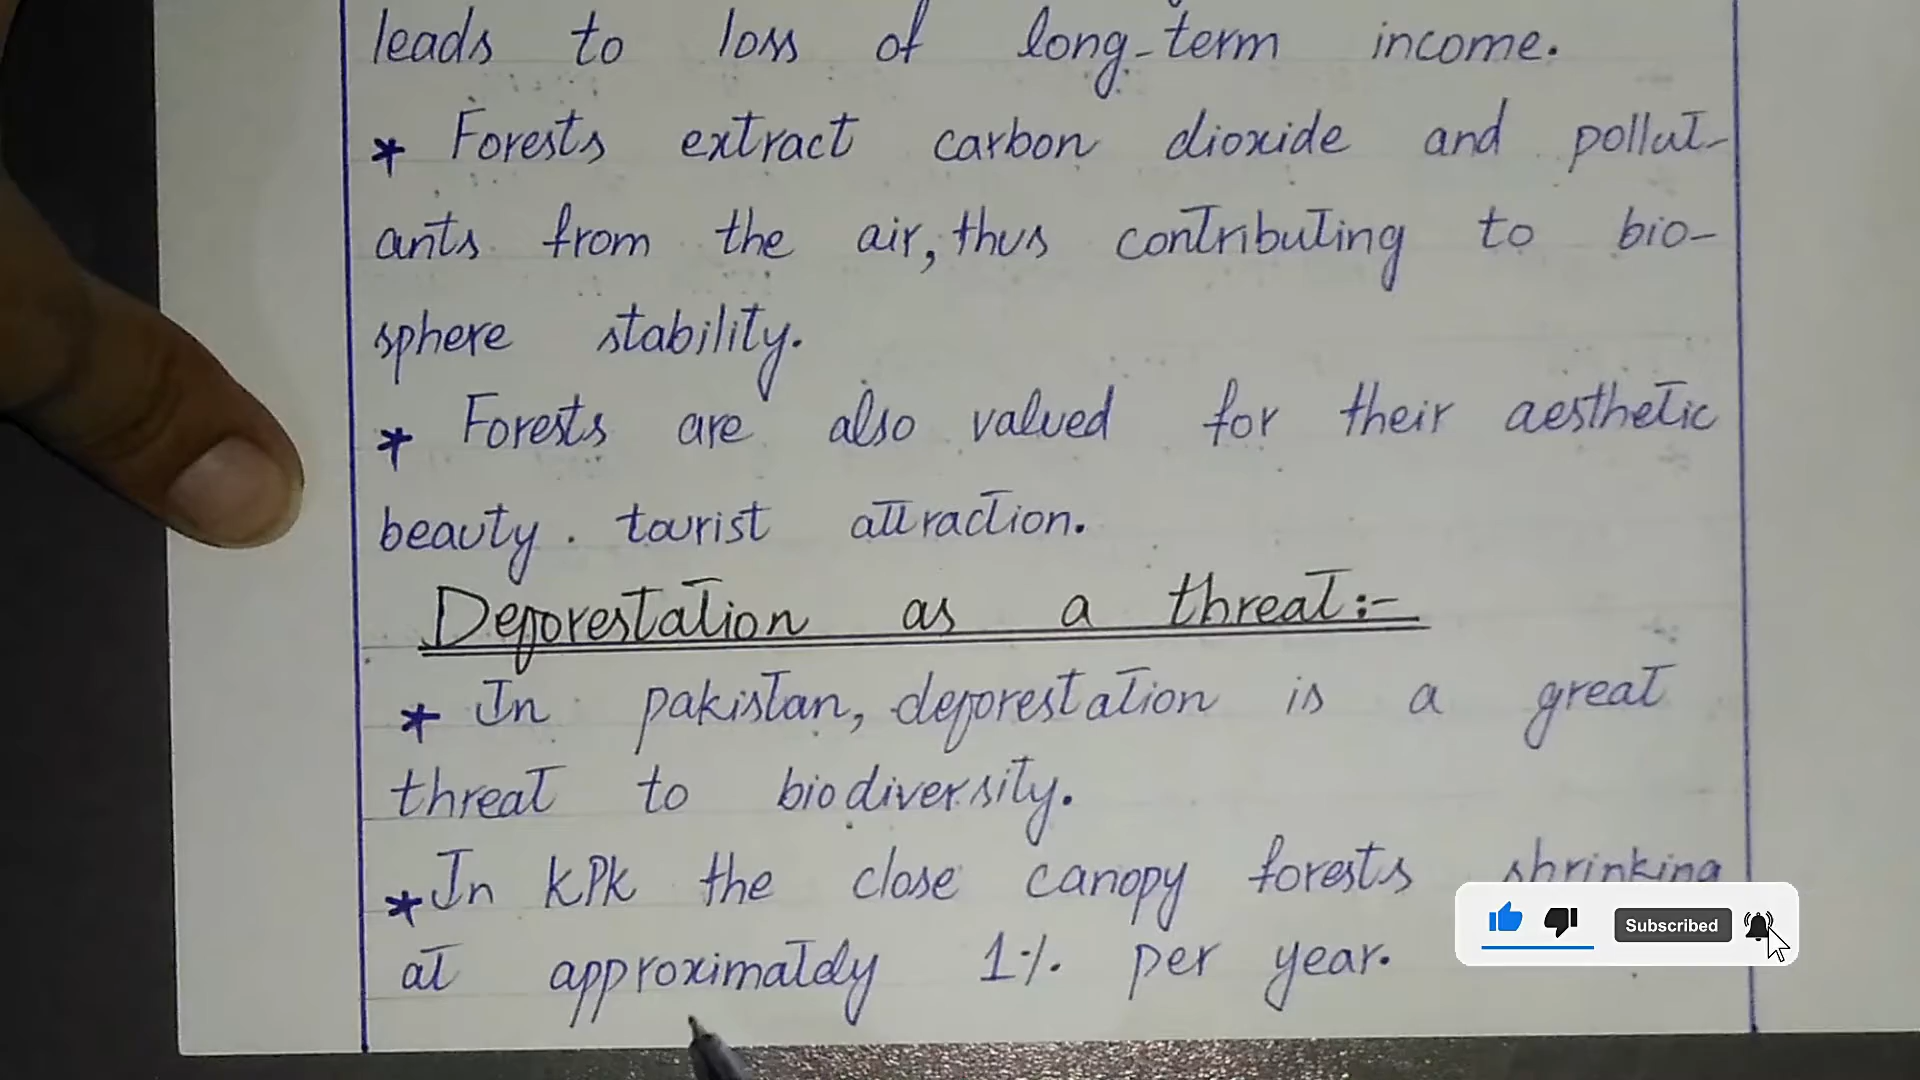 leads to loss of long-term income.
* Forests extract carbon dioxide and pollut-
ants from the air, thus contributing to bio-
sphere stability.
* Forests are also valued for their aesthetic
beauty. tourist attraction.
Deforestation as a threat:-
* In pakistan, deforestation is a great
threat to biodiversity.
* In KPK the close canopy forests shrinking
at approximatdy 1% per year.
Subscribed